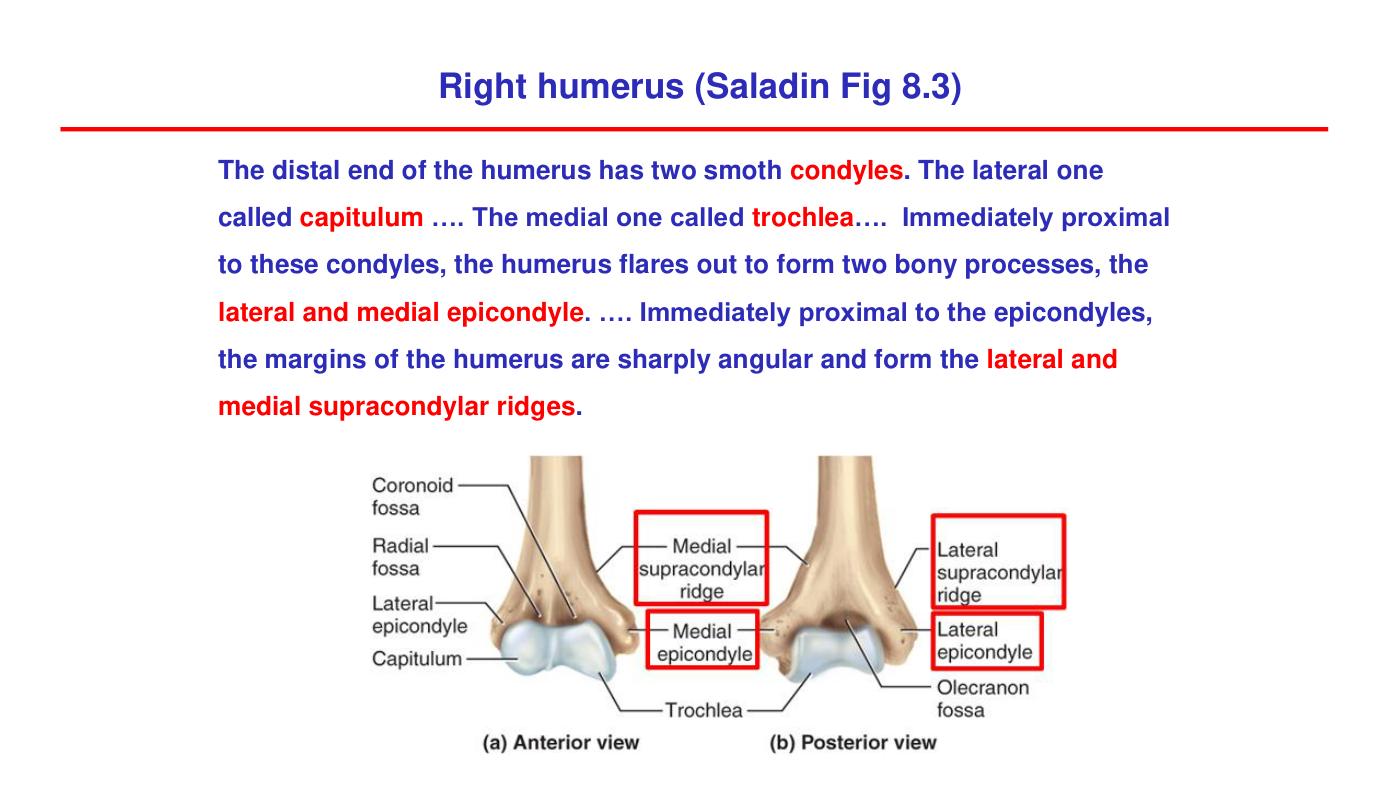 Right humerus (Saladin Fig 8.3)
The distal end of the humerus has two smoth condyles. The lateral one
called capitulum …. The medial one called trochlea….  Immediately proximal
to these condyles, the humerus flares out to form two bony processes, the
lateral and medial epicondyle. …. Immediately proximal to the epicondyles,
the margins of the humerus are sharply angular and form the lateral and
medial supracondylar ridges.
Coronoid
fossa
Radial
fossa
Lateral
epicondyle
Capitulum
Medial
supracondylar
ridge
Medial
epicondyle
Trochlea
Lateral
supracondylar
ridge
Lateral
epicondyle
Olecranon
fossa
(a) Anterior view
(b) Posterior view